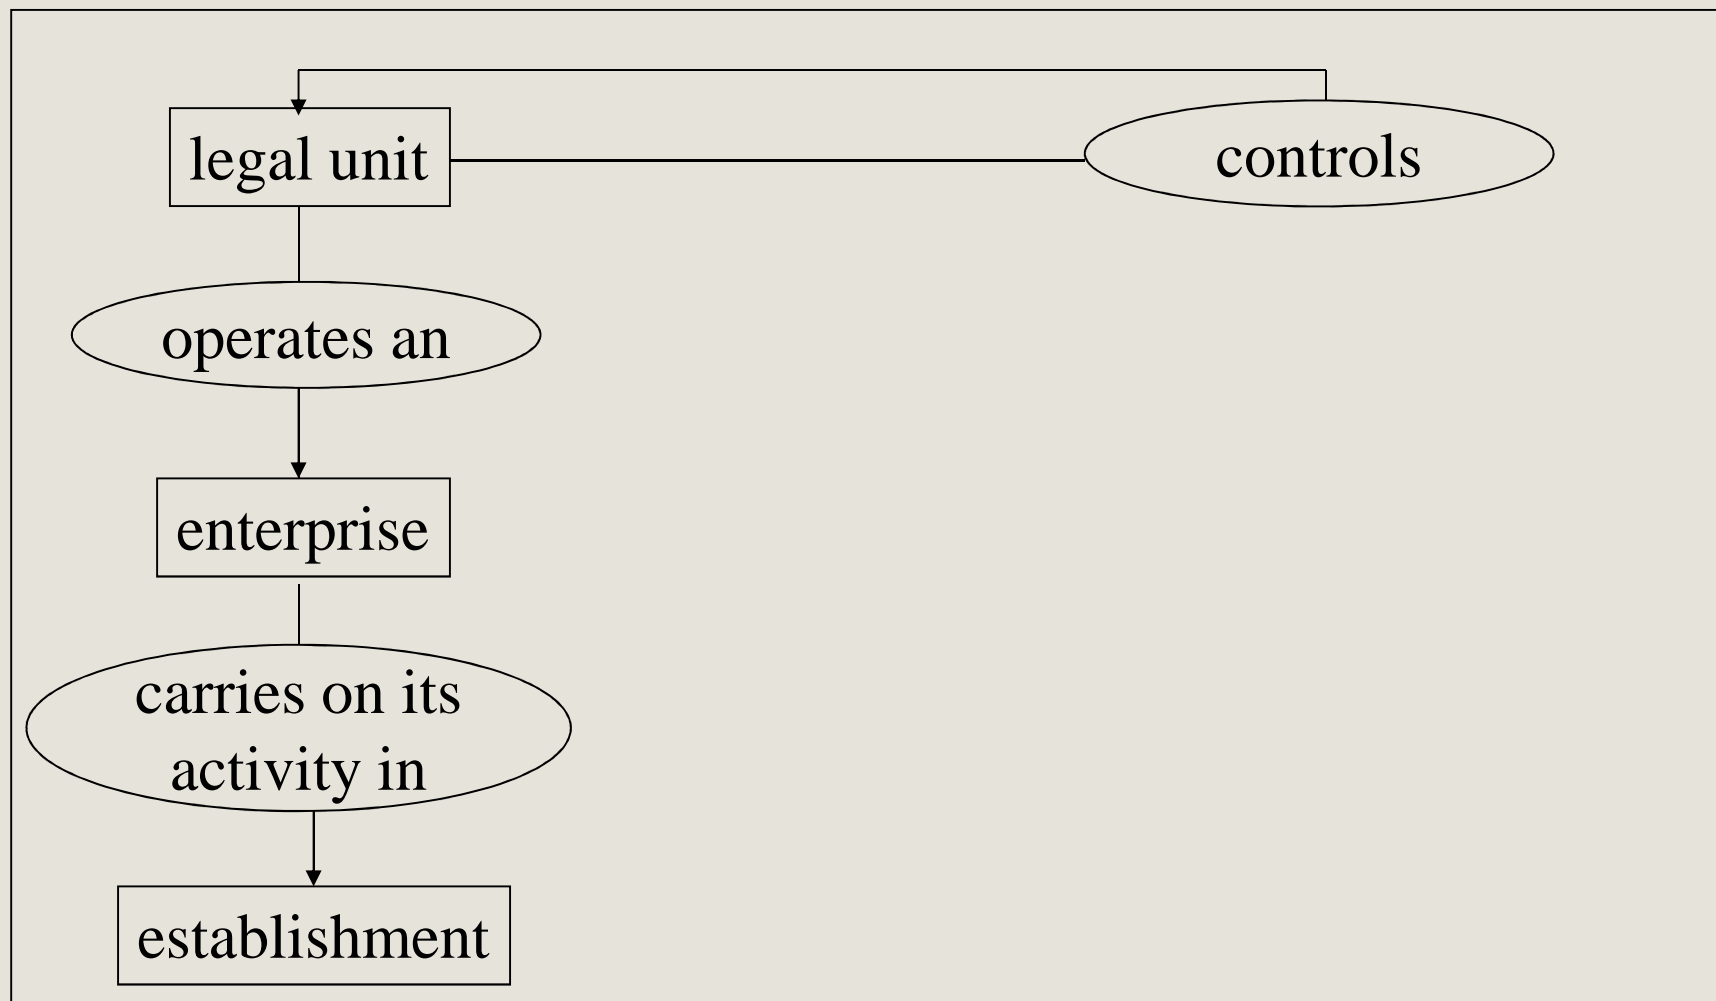 legal unit
controls
operates an
enterprise
carries on its
activity in
establishment